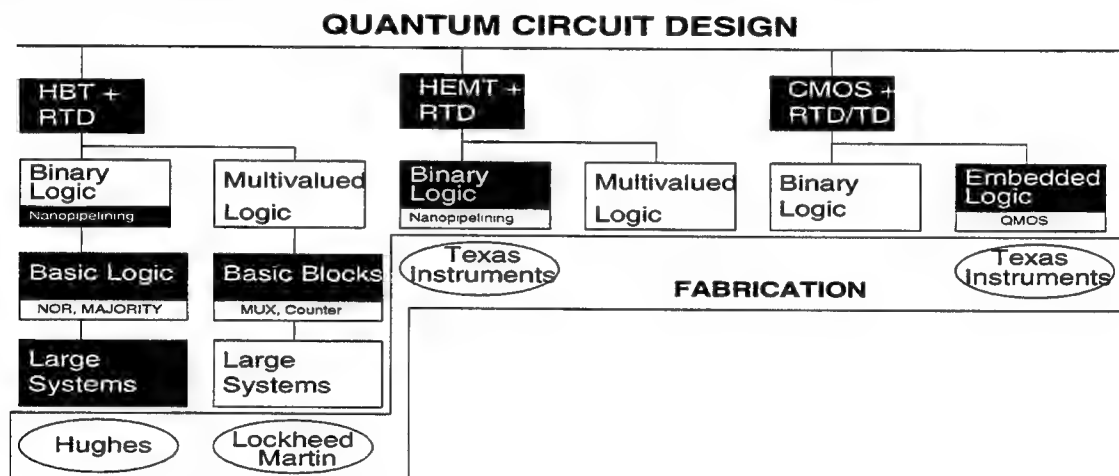 QUANTUM CIRCUIT DESIGN
HBT +
RTD
HEMT +
RTD
CMOS +
RTD/TD
Binary
Logic
Nanopipelining
Multivalued
Logic
Binary
Logic
Nanopipelining
Multivalued
Logic
Binary
Logic
Embedded
Logic
QMOS
Basic Logic
NOR, MAJORITY
Basic Blocks
MUX, Counter
Texas
Instruments
FABRICATION
Texas
Instruments
Large
Systems
Large
Systems
Hughes
Lockheed
Martin